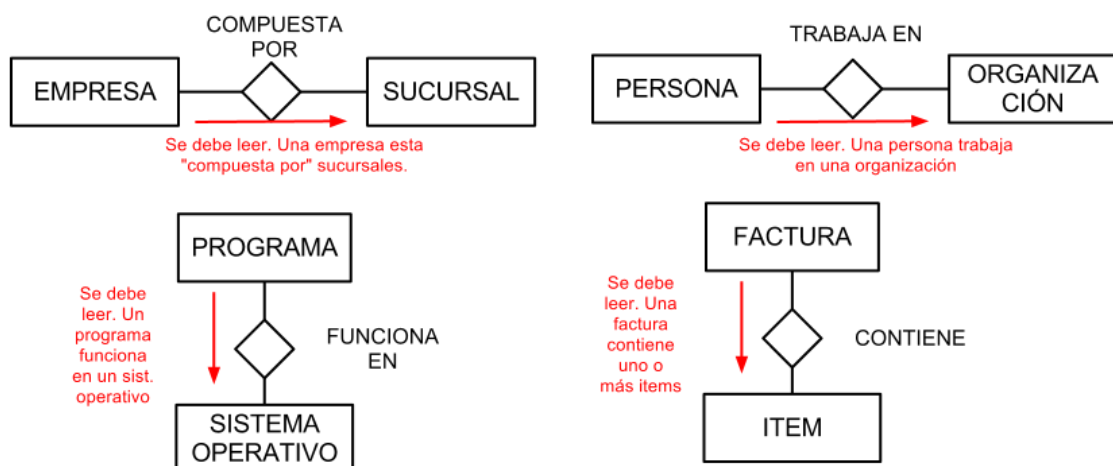 COMPUESTA
POR
EMPRESA
SUCURSAL
Se debe leer. Una empresa esta
"compuesta por" sucursales.
TRABAJA EN
PERSONA
ORGANIZA
CIÓN
Se debe leer. Una persona trabaja
en una organización
PROGRAMA
Se debe
leer. Un
programa
funciona
en un sist.
operativo
FUNCIONA
EN
SISTEMA
OPERATIVO
FACTURA
Se debe
leer. Una
factura
contiene
uno o
más items
CONTIENE
ITEM